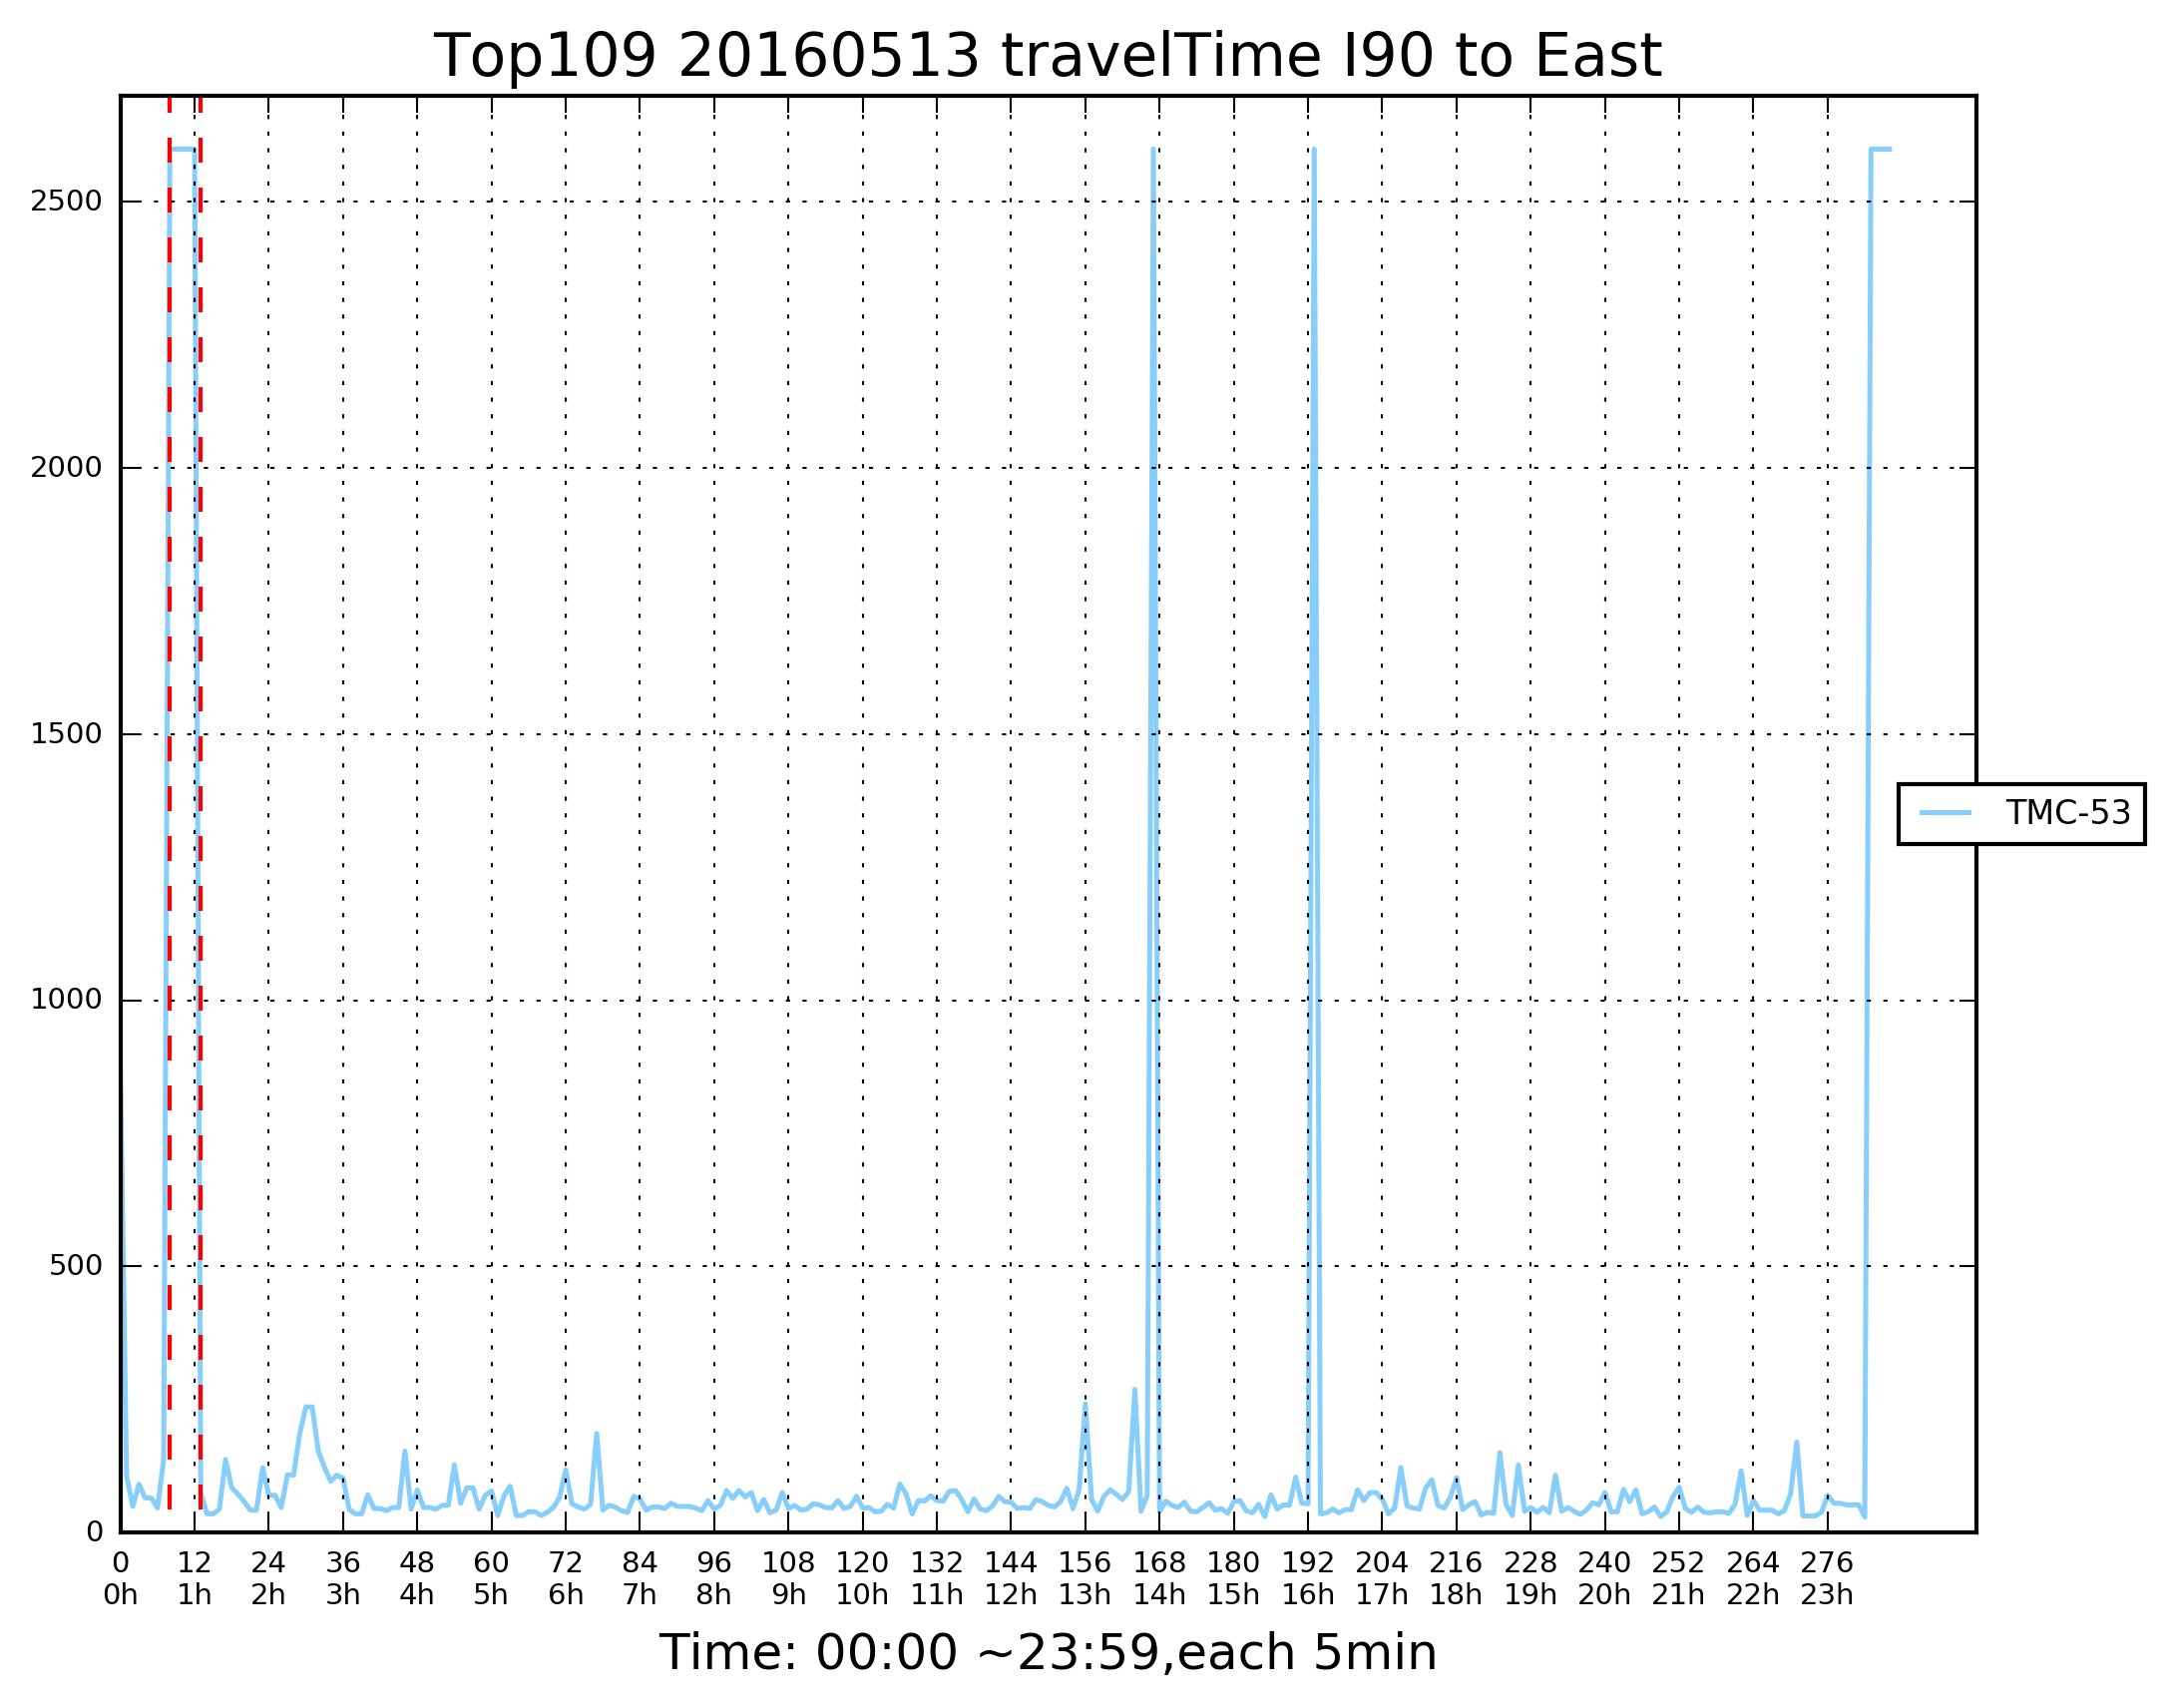 Top109 20160513 travelTime I90 to East
2500
2000
1500
1000
500
0
TMC-53
0 12 24 36 48 60 72 84 96 108 120 132 144 156 168 180 192 204 216 228 240 252 264 276
0h 1h 2h 3h 4h 5h 6h 7h 8h 9h 10h 11h 12h 13h 14h 15h 16h 17h 18h 19h 20h 21h 22h 23h
Time: 00:00 ~23:59,each 5min